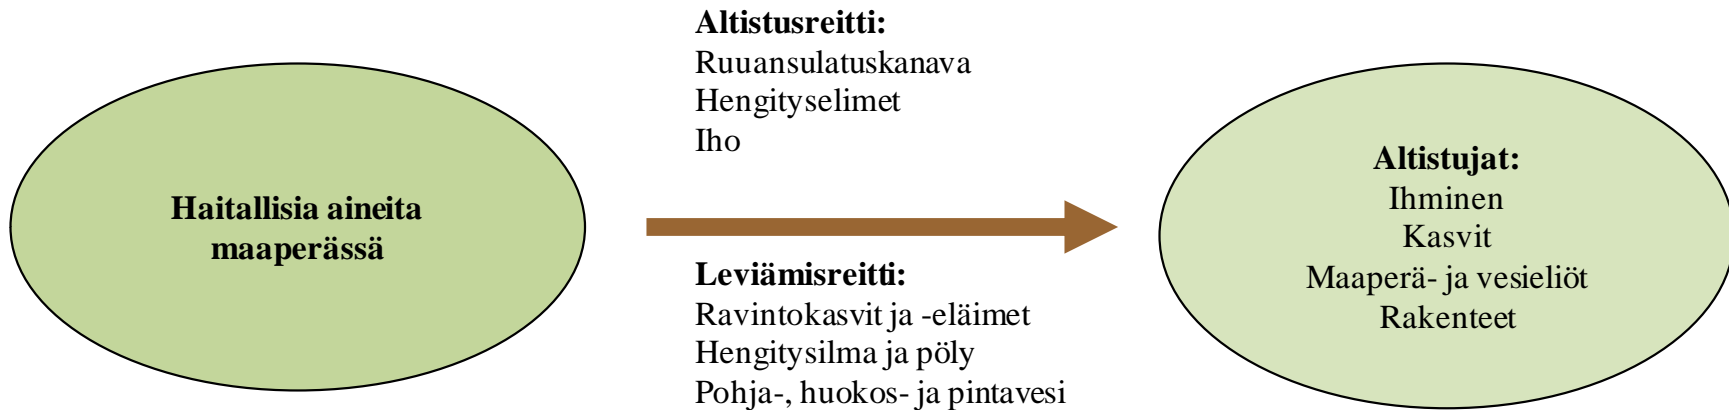 Haitallisia aineita
maaperässä
Altistusreitti:
Ruuansulatuskanava
Hengityselimet
Iho
Leviämisreitti:
Ravintokasvit ja -eläimet
Hengitysilma ja pöly
Pohja-, huokos- ja pintavesi
Altistujat:
Ihminen
Kasvit
Maaperä- ja vesieliöt
Rakenteet